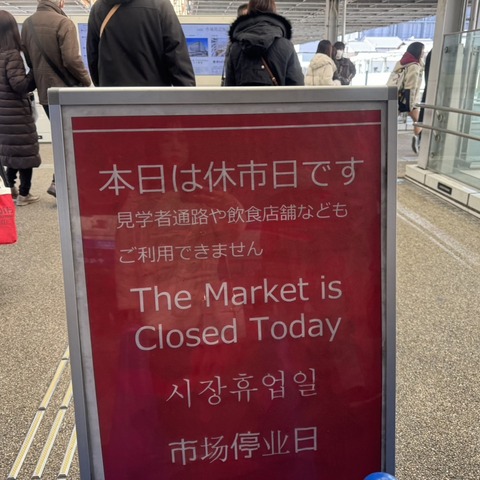 本日は休市日です
見学者通路や飲食店舗なども
ご利用できません
The Market is
Closed Today
시장휴업일
市场停业日